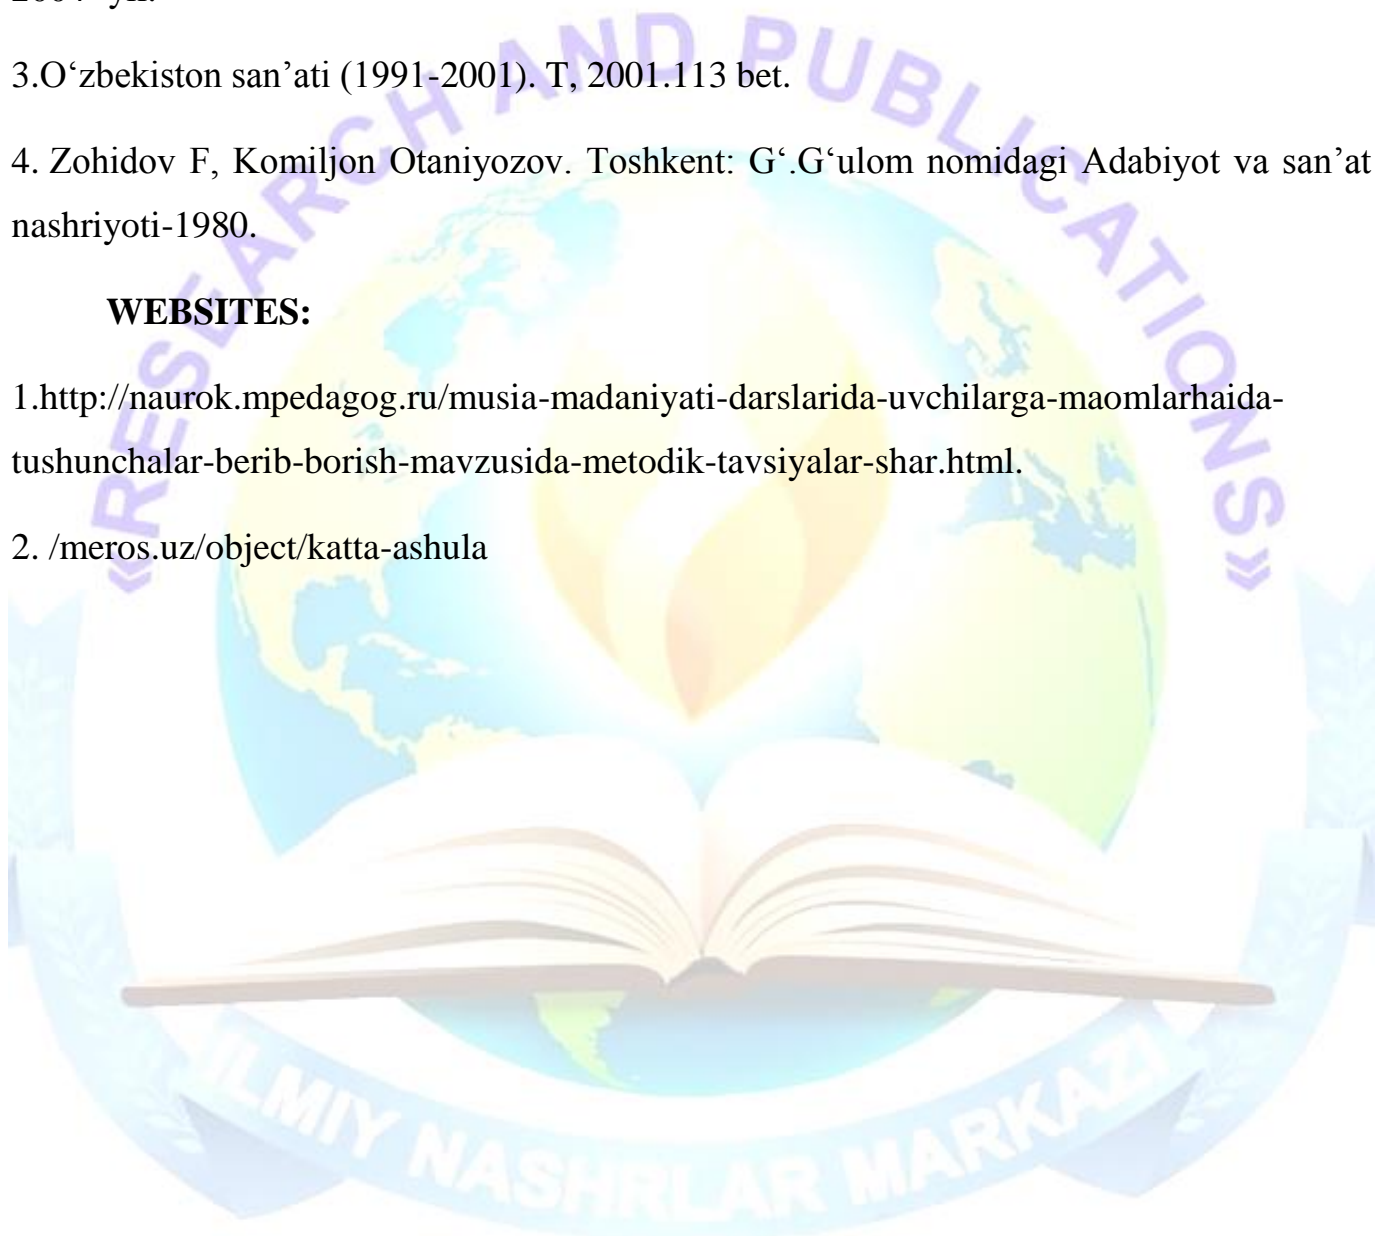 3.O‘zbekiston san’ati (1991-2001). T, 2001.113 bet.
4. Zohidov F, Komiljon Otaniyozov. Toshkent: G‘.G‘ulom nomidagi Adabiyot va san’at
nashriyoti-1980.
WEBSITES:
1.http://naurok.mpedagog.ru/musia-madaniyati-darslarida-uvchilarga-maomlarhaida-
tushunchalar-berib-borish-mavzusida-metodik-tavsiyalar-shar.html.
2. /meros.uz/object/katta-ashula
«RESEARCH AND PUBLICATIONS»
ILMIY NASHRLAR MARKAZI